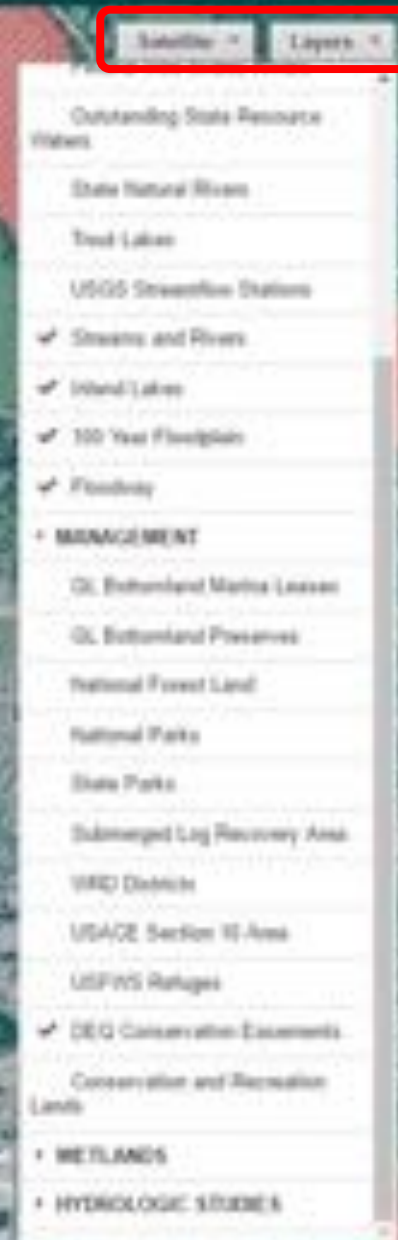 Satellite Layers
Outstanding State Resource
Waters
State Natural Rivers
Trout Lakes
USGS Streamflow Stations
Streams and Rivers
Inland Lakes
100 Year Floodplain
Floodway
MANAGEMENT
GL Bottomland Marina Leases
GL Bottomland Preserves
National Forest Land
National Parks
State Parks
Submerged Log Recovery Area
WRD Districts
USACE Section 10 Area
USFWS Refuges
DEQ Conservation Easements
Conservation and Recreation
Lands
WETLANDS
HYDROLOGIC STUDIES